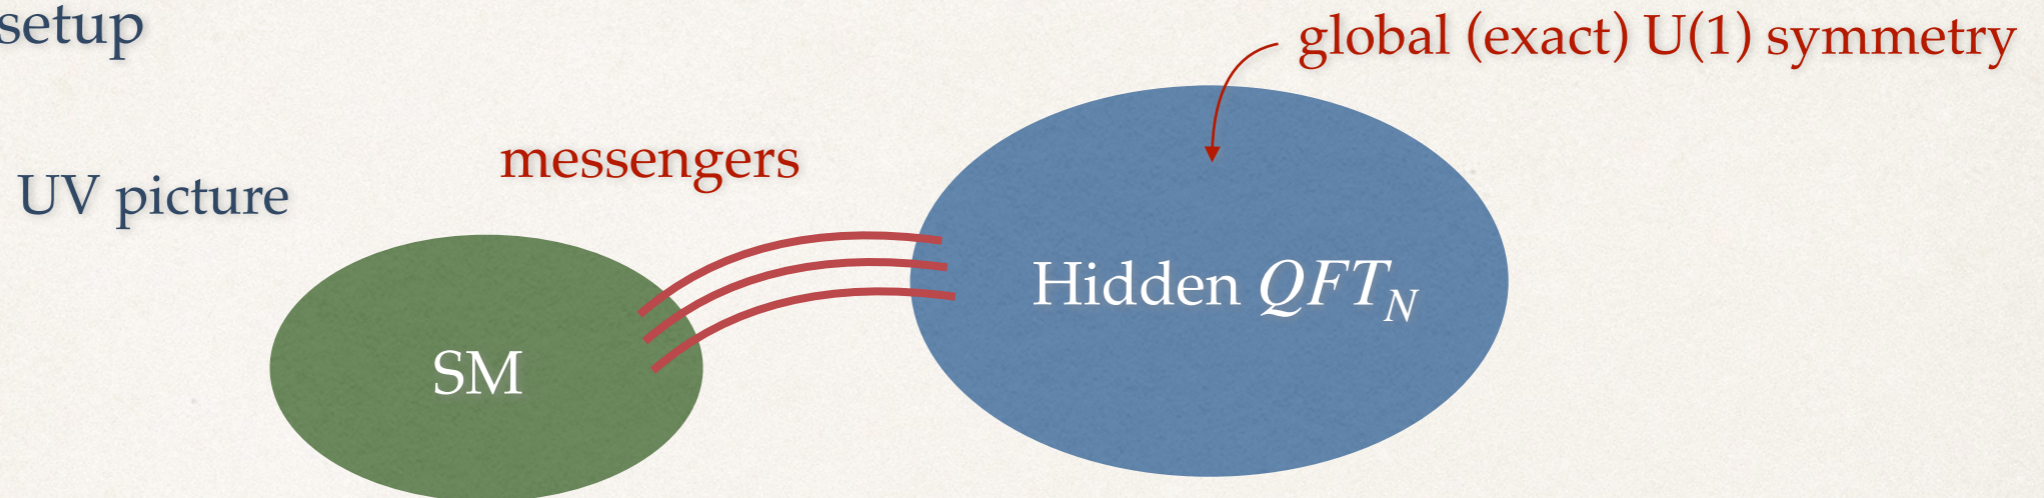 setup
global (exact) U(1) symmetry
messengers
UV picture
Hidden QFT_N
SM